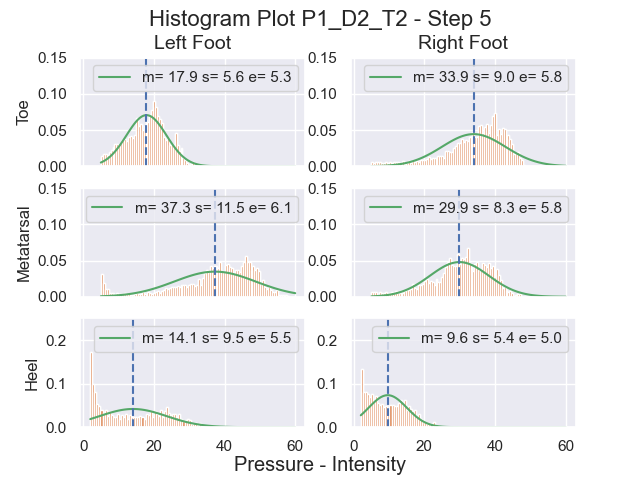 Histogram Plot P1_D2_T2 - Step 5
Left Foot
Right Foot
Toe
0.15
0.10
0.05
0.00
m= 17.9 s= 5.6 e= 5.3
0.15
0.10
0.05
0.00
m= 33.9 s= 9.0 e= 5.8
Metatarsal
0.15
0.10
0.05
0.00
m= 37.3 s= 11.5 e= 6.1
0.15
0.10
0.05
0.00
m= 29.9 s= 8.3 e= 5.8
Heel
0.2
0.1
0.0
m= 14.1 s= 9.5 e= 5.5
0.2
0.1
0.0
m= 9.6 s= 5.4 e= 5.0
0 20 40 60
0 20 40 60
Pressure - Intensity